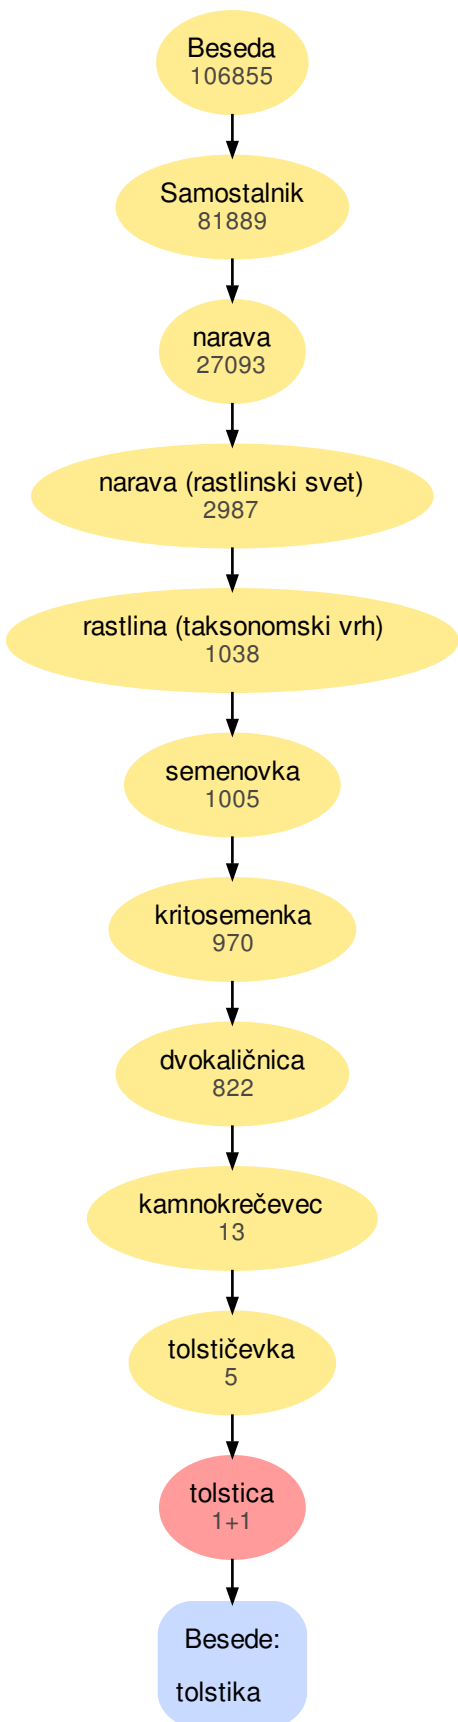 Beseda
106855
Samostalnik
81889
narava
27093
narava (rastlinski svet)
2987
rastlina (taksonomski vrh)
1038
semenovka
1005
kritosemenka
970
dvokaličnica
822
kamnokrečevec
13
tolstičevka
5
tolstica
1+1
Besede:
tolstika